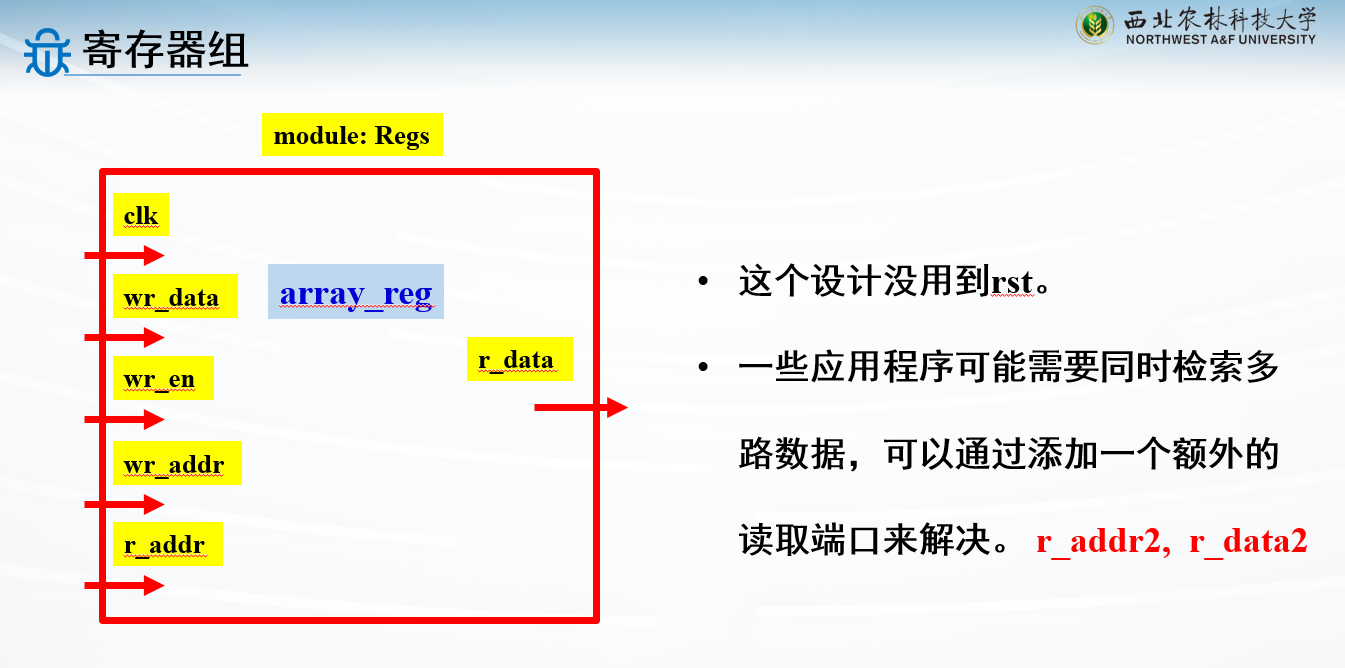 寄存器组
西北农林科技大学
NORTHWEST A&F UNIVERSITY
module: Regs
clk
wr_data
wr_en
wr_addr
r_addr
array_reg
r_data
• 这个设计没用到rst。
• 一些应用程序可能需要同时检索多
路数据，可以通过添加一个额外的
读取端口来解决。 r_addr2, r_data2